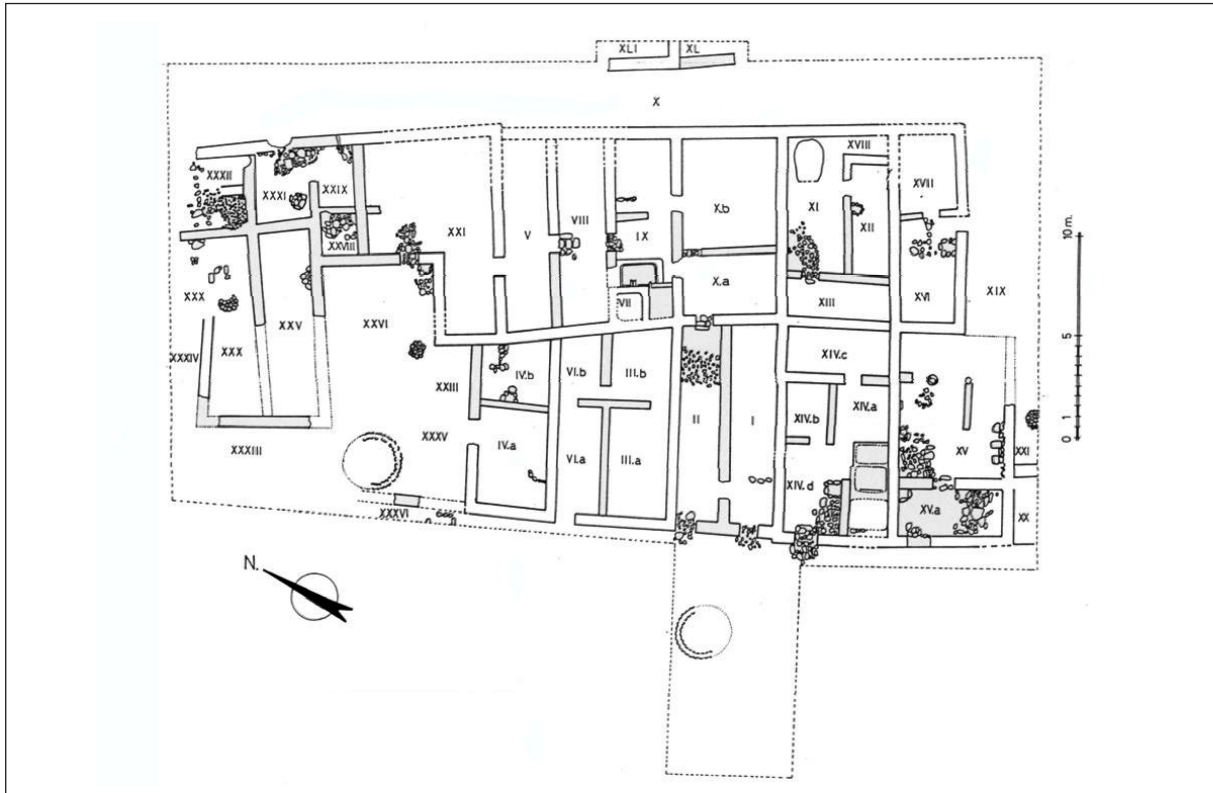 XLI XL
X
XVIII
XXXII
XXXI XXIX
XVII
XI
XII
VIII
X.b
XXI V IX
XXVIII
X.a
XXX
XXVI
VII
XIII
XVI
XIX
XXV
10 m.
5
1
0
XXXIV
XXX
XXIII
IV.b
VI.b
III.b
XIV.c
XIV.b
XIV.a
II
I
XXXIII
XXXV
IV.a
VI.a
III.a
XV
XXI
XIV.d
XXXVI
XV.a
XX
N.